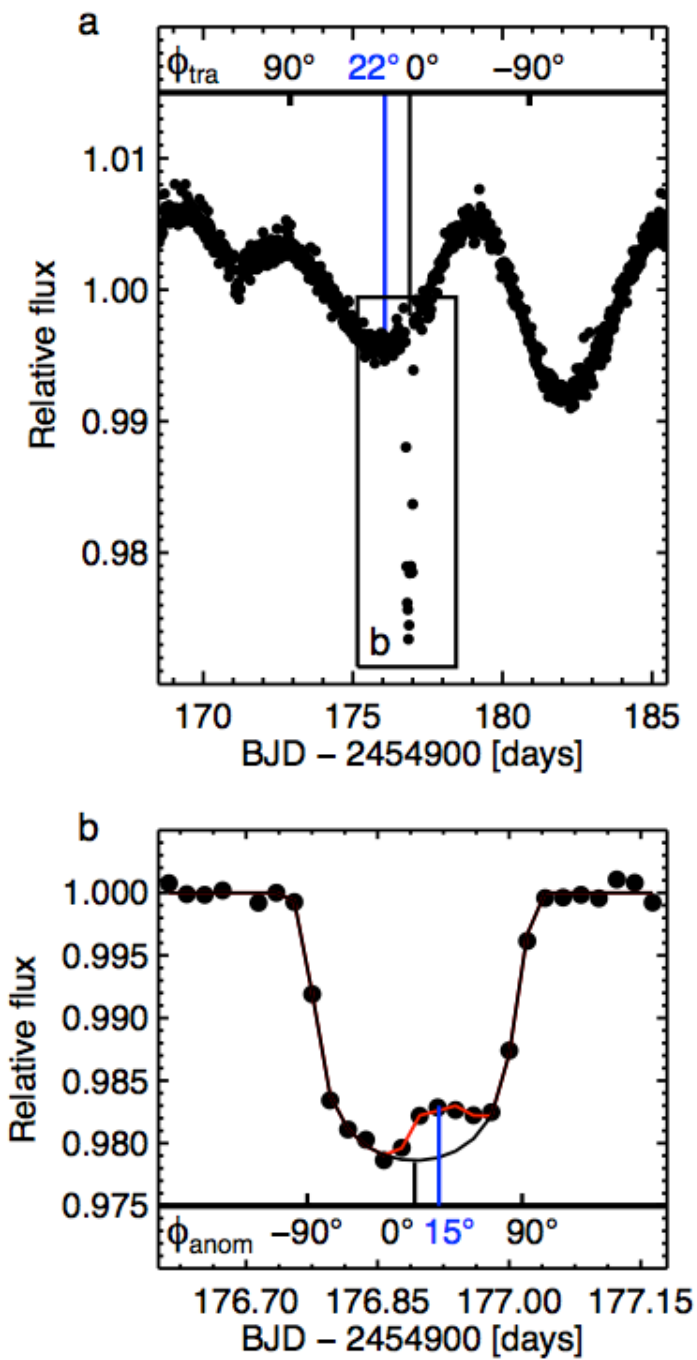 a
ϕtra 90° 22° 0° −90°
1.01
1.00
0.99
0.98
Relative flux
b
170 175 180 185
BJD − 2454900 [days]
b
1.000
0.995
0.990
0.985
0.980
0.975
Relative flux
ϕanom −90° 0° 15° 90°
176.70 176.85 177.00 177.15
BJD − 2454900 [days]